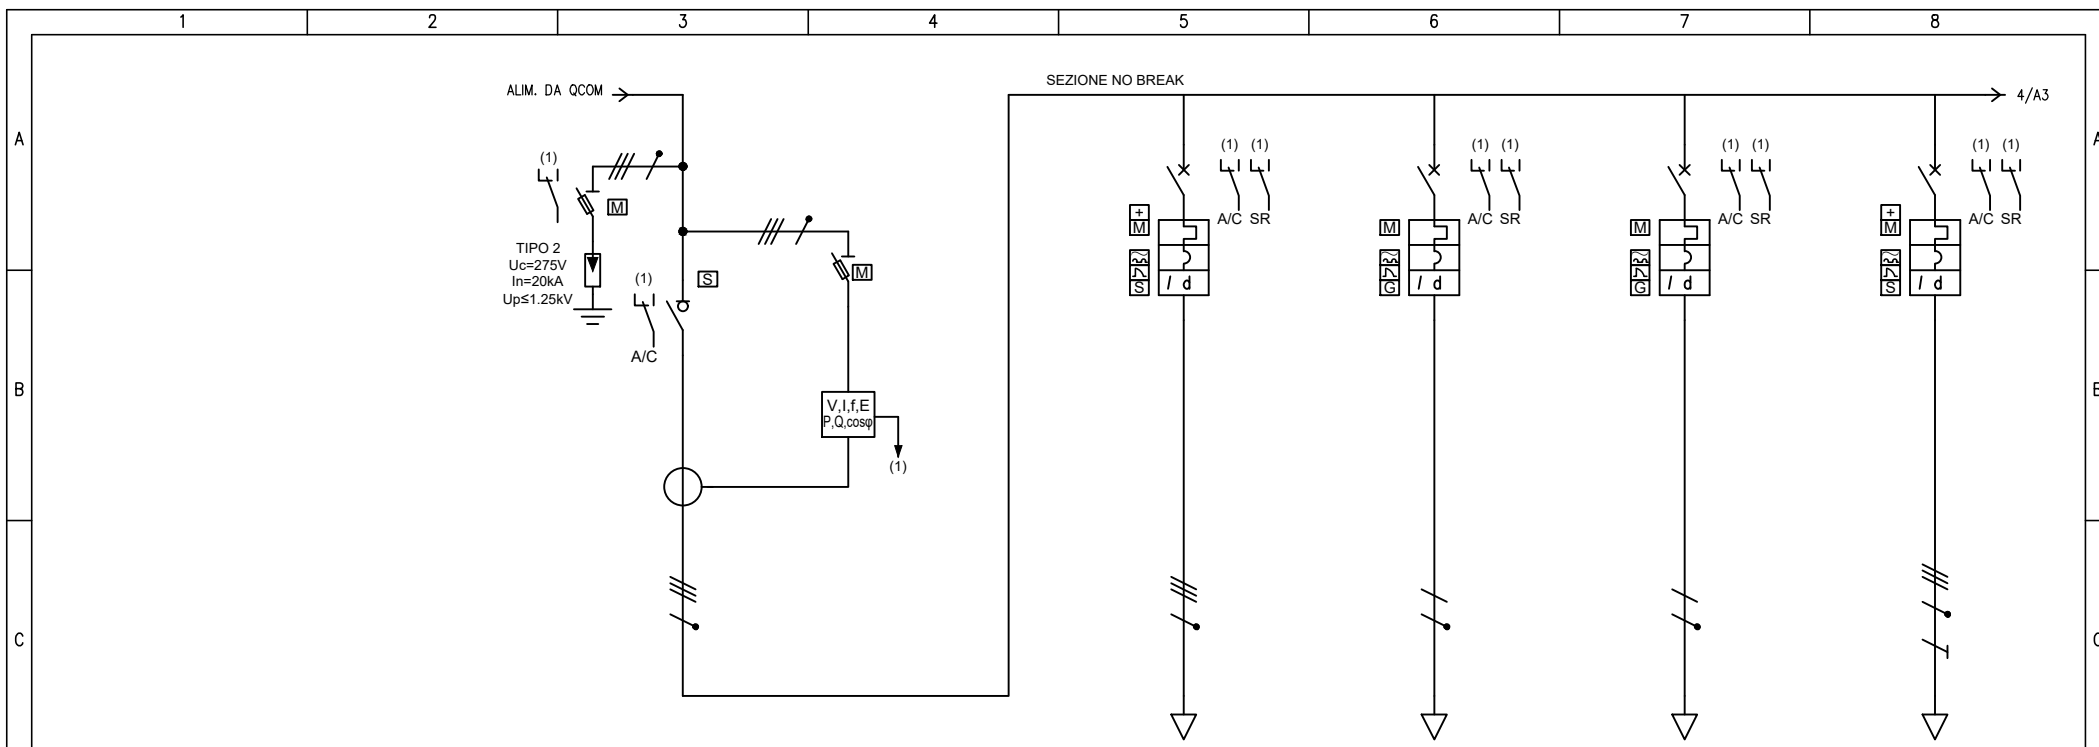 1 2 3 4 5 6 7 8
SEZIONE NO BREAK
ALIM. DA QCOM
4/A3
A
A
(1)
(1) (1)
(1) (1)
(1) (1)
(1) (1)
M
A/C SR
A/C SR
A/C SR
A/C SR
+
M
M
M
+
M
TIPO 2
Uc=275V
In=20kA
Up≤1.25kV
(1)
S
M
I d
I d
I d
I d
S
G
G
S
A/C
B
V,I,f,E
P,Q,cosφ
(1)
C